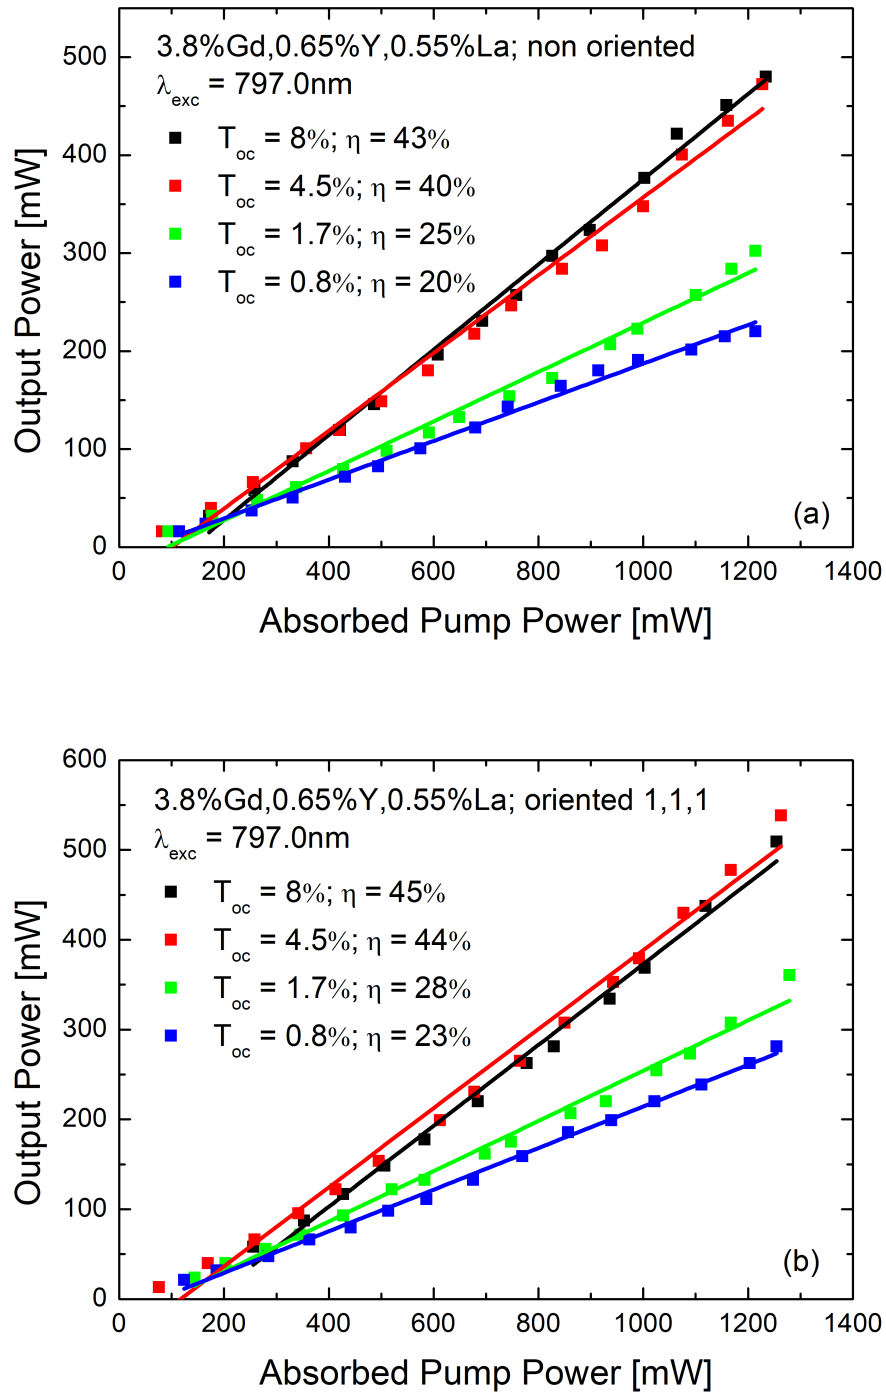 3.8%Gd,0.65%Y,0.55%La; non oriented
λexc = 797.0nm
Toc = 8%; η = 43%
Toc = 4.5%; η = 40%
Toc = 1.7%; η = 25%
Toc = 0.8%; η = 20%
(a)
500
400
300
200
100
0
Output Power [mW]
0 200 400 600 800 1000 1200 1400
Absorbed Pump Power [mW]
3.8%Gd,0.65%Y,0.55%La; oriented 1,1,1
λexc = 797.0nm
Toc = 8%; η = 45%
Toc = 4.5%; η = 44%
Toc = 1.7%; η = 28%
Toc = 0.8%; η = 23%
(b)
600
500
400
300
200
100
0
Output Power [mW]
0 200 400 600 800 1000 1200 1400
Absorbed Pump Power [mW]